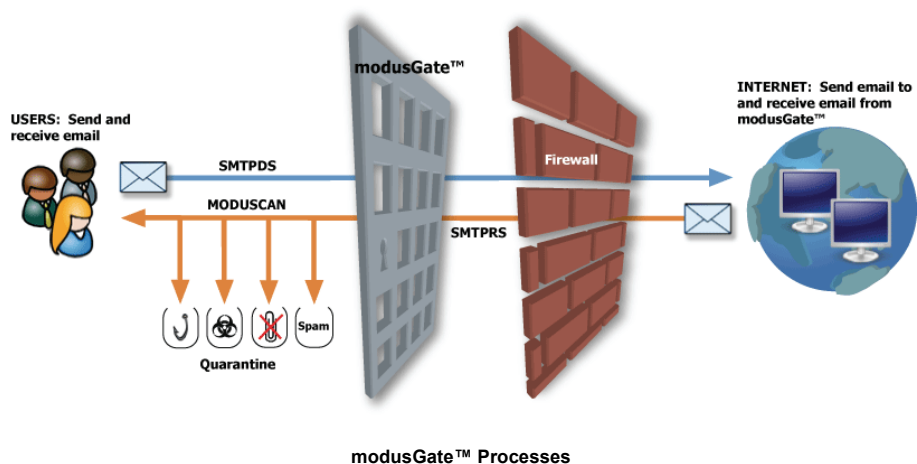 modusGate™
INTERNET: Send email to
and receive email from
modusGate™
USERS: Send and
receive email
Firewall
SMTPDS
MODUSCAN
SMTPRS
Spam
Quarantine
modusGate™ Processes